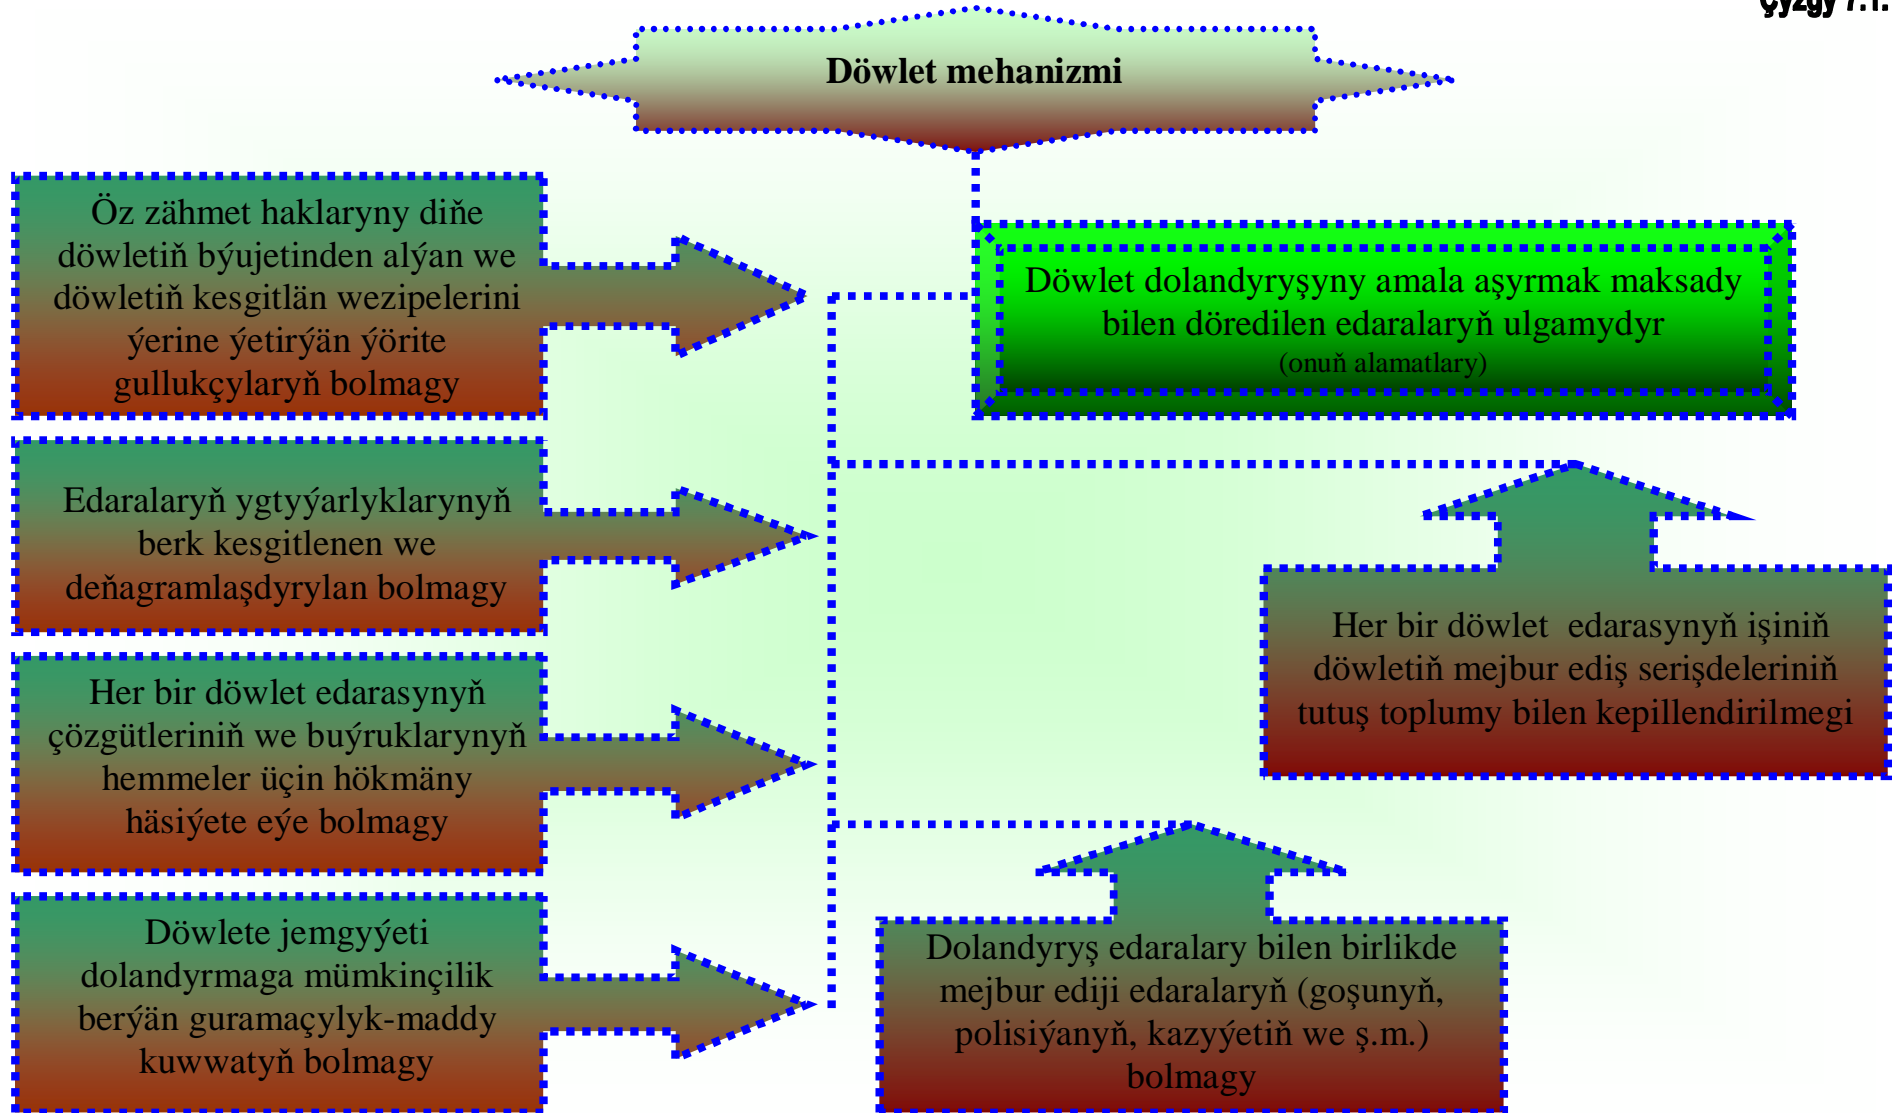 Çyzgy 7.1.
Döwlet mehanizmi
Öz zähmet haklaryny diňe
döwletiň býujetinden alýan we
döwletiň kesgitlän wezipelerini
ýerine ýetirýän ýörite
gullukçylaryň bolmagy
Döwlet dolandyryşyny amala aşyrmak maksady
bilen döredilen edaralaryň ulgamydyr
(onuň alamatlary)
Edaralaryň ygtyýarlyklarynyň
berk kesgitlenen we
deňagramlaşdyrylan bolmagy
Her bir döwlet edarasynyň işiniň
döwletiň mejbur ediş serişdeleriniň
tutuş toplumy bilen kepillendirilmegi
Her bir döwlet edarasynyň
çözgütleriniň we buýruklarynyň
hemmeler üçin hökmäny
häsiýete eýe bolmagy
Döwlete jemgyýeti
dolandyrmaga mümkinçilik
berýän guramaçylyk-maddy
kuwwatyň bolmagy
Dolandyryş edaralary bilen birlikde
mejbur ediji edaralaryň (goşunyň,
polisiýanyň, kazyýetiň we ş.m.)
bolmagy